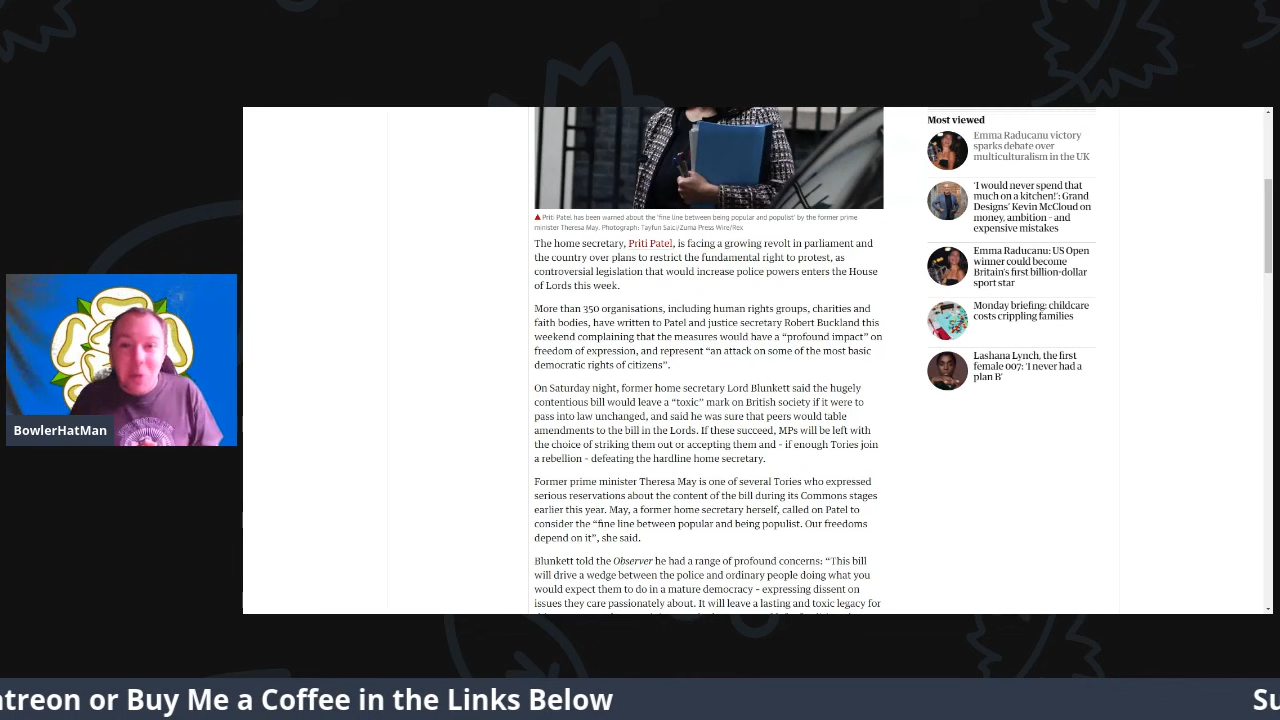 Priti Patel has been warned about the 'fine line between being popular and populist' by the former prime
minister Theresa May. Photograph: Tayfun Salci/Zuma Press Wire/Rex
The home secretary, Priti Patel, is facing a growing revolt in parliament and
the country over plans to restrict the fundamental right to protest, as
controversial legislation that would increase police powers enters the House
of Lords this week.
More than 350 organisations, including human rights groups, charities and
faith bodies, have written to Patel and justice secretary Robert Buckland this
weekend complaining that the measures would have a “profound impact” on
freedom of expression, and represent “an attack on some of the most basic
democratic rights of citizens”.
On Saturday night, former home secretary Lord Blunkett said the hugely
contentious bill would leave a “toxic” mark on British society if it were to
pass into law unchanged, and said he was sure that peers would table
amendments to the bill in the Lords. If these succeed, MPs will be left with
the choice of striking them out or accepting them and – if enough Tories join
a rebellion – defeating the hardline home secretary.
Former prime minister Theresa May is one of several Tories who expressed
serious reservations about the content of the bill during its Commons stages
earlier this year. May, a former home secretary herself, called on Patel to
consider the “fine line between popular and being populist. Our freedoms
depend on it”, she said.
Blunkett told the Observer he had a range of profound concerns: “This bill
will drive a wedge between the police and ordinary people doing what you
would expect them to do in a mature democracy – expressing dissent on
issues they care passionately about. It will leave a lasting and toxic legacy for
Most viewed
Emma Raducanu victory
sparks debate over
multiculturalism in the UK
'I would never spend that
much on a kitchen!': Grand
Designs' Kevin McCloud on
money, ambition – and
expensive mistakes
Emma Raducanu: US Open
winner could become
Britain's first billion-dollar
sport star
Monday briefing: childcare
costs crippling families
Lashana Lynch, the first
female 007: 'I never had a
plan B'
BowlerHatMan
atreon or Buy Me a Coffee in the Links Below
Su